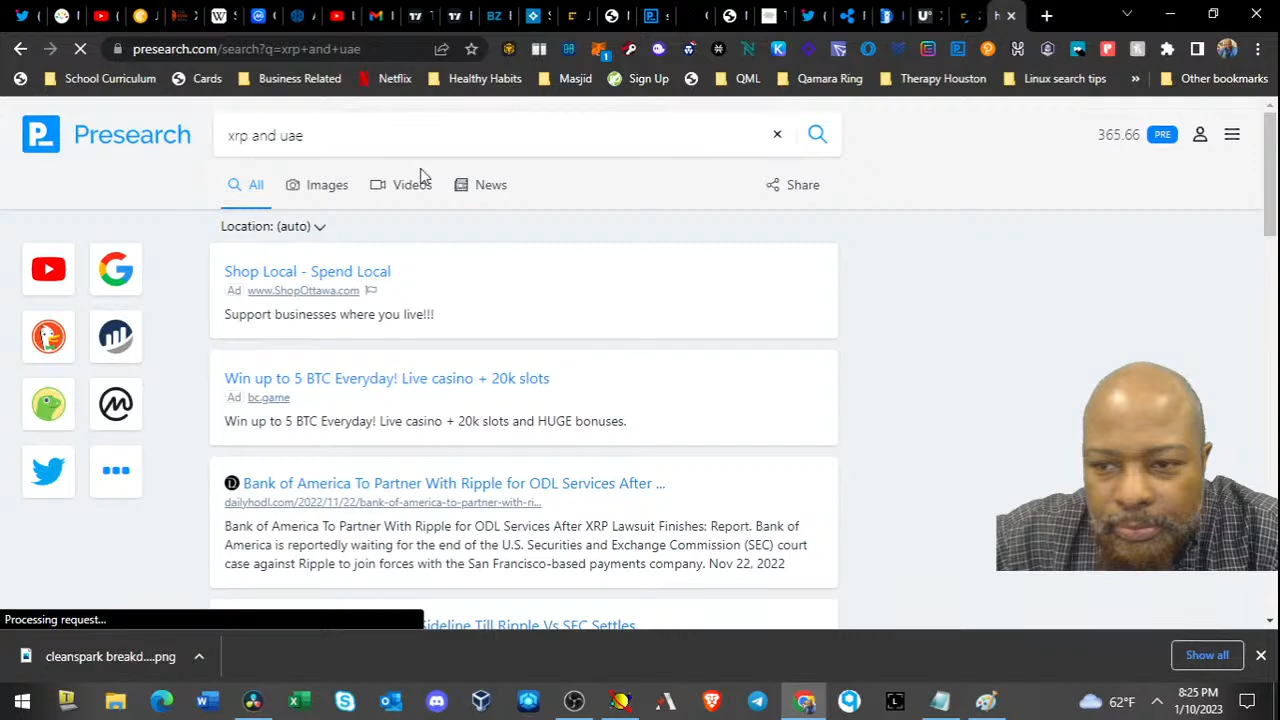 presearch.com/search?q=xrp+and+uae
School Curriculum
Cards
Business Related
Netflix
Healthy Habits
Masjid
Sign Up
QML
Qamara Ring
Therapy Houston
Linux search tips
»
Other bookmarks
Presearch
xrp and uae
365.66 PRE
All
Images
Videos
News
Share
Location: (auto)
Shop Local - Spend Local
Ad www.ShopOttawa.com
Support businesses where you live!!!
Win up to 5 BTC Everyday! Live casino + 20k slots
Ad bc.game
Win up to 5 BTC Everyday! Live casino + 20k slots and HUGE bonuses.
Bank of America To Partner With Ripple for ODL Services After ...
dailyhodl.com/2022/11/22/bank-of-america-to-partner-with-ri...
Bank of America To Partner With Ripple for ODL Services After XRP Lawsuit Finishes: Report. Bank of
America is reportedly waiting for the end of the U.S. Securities and Exchange Commission (SEC) court
case against Ripple to join forces with the San Francisco-based payments company. Nov 22, 2022
Sideline Till Ripple Vs SEC Settles
Processing request...
cleanspark breakd....png
Show all
62°F
8:25 PM
1/10/2023